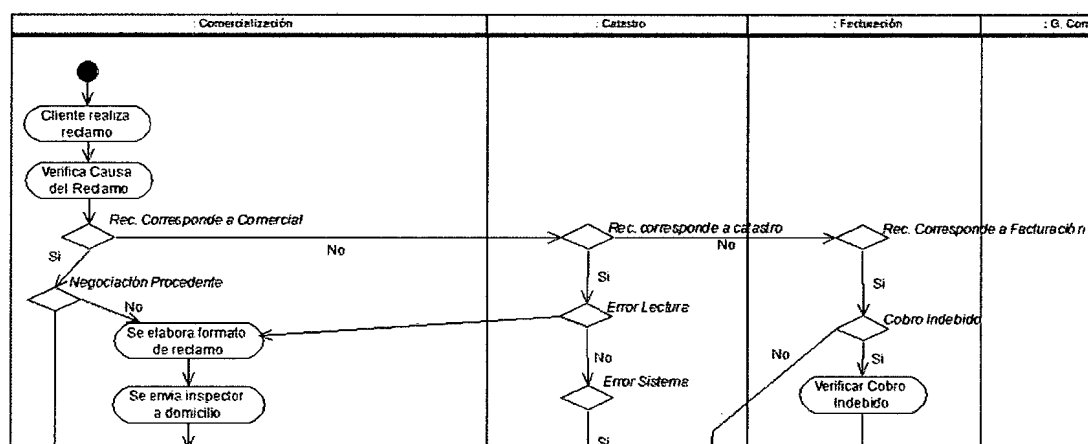 : Comercialización
: Catastro
: Facturación
: G. Com
Cliente realiza
reclamo
Verifica Causa
del Reclamo
Rec. Corresponde a Comercial
Rec. corresponde a catastro
Rec. Corresponde a Facturación
No
No
Si
Si
Si
Negociación Procedente
No
Error Lectura
Cobro Indebido
Se elabora formato
de reclamo
No
No
Si
Error Sistema
Verificar Cobro
Indebido
Se envia inspector
a domicilio
Si